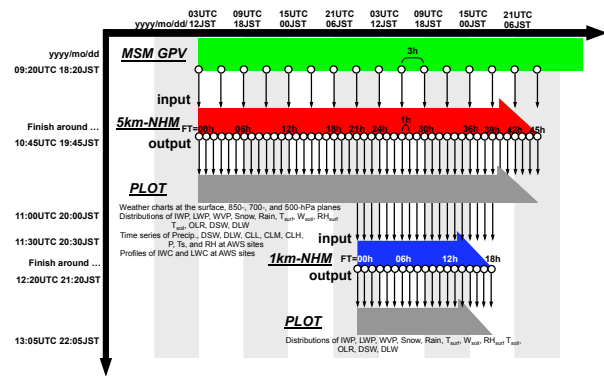 yyyy/mo/dd/
03UTC 09UTC 15UTC 21UTC 03UTC 09UTC 15UTC 21UTC
12JST 18JST 00JST 06JST 12JST 18JST 00JST 06JST
yyyy/mo/dd
09:20UTC 18:20JST
MSM GPV
3h
input
Finish around ...
5km-NHM
FT=00h 06h 12h 18h 21h 24h 1h 30h 36h 39h 42h 45h
10:45UTC 19:45JST
output
PLOT
Weather charts at the surface, 850-, 700-, and 500-hPa planes
Distributions of IWP, LWP, WVP, Snow, Rain, Tsurf, Wsoil, RHsurf
Tsoil, OLR, DSW, DLW
Time series of Precip., DSW, DLW, CLL, CLM, CLH,
P, Ts, and RH at AWS sites
Profiles of IWC and LWC at AWS sites
11:00UTC 20:00JST
11:30UTC 20:30JST
input
Finish around ...
1km-NHM
FT=00h 06h 12h 18h
12:20UTC 21:20JST
output
PLOT
13:05UTC 22:05JST
Distributions of IWP, LWP, WVP, Snow, Rain, Tsurf, Wsoil, RHsurf Tsoil,
OLR, DSW, DLW